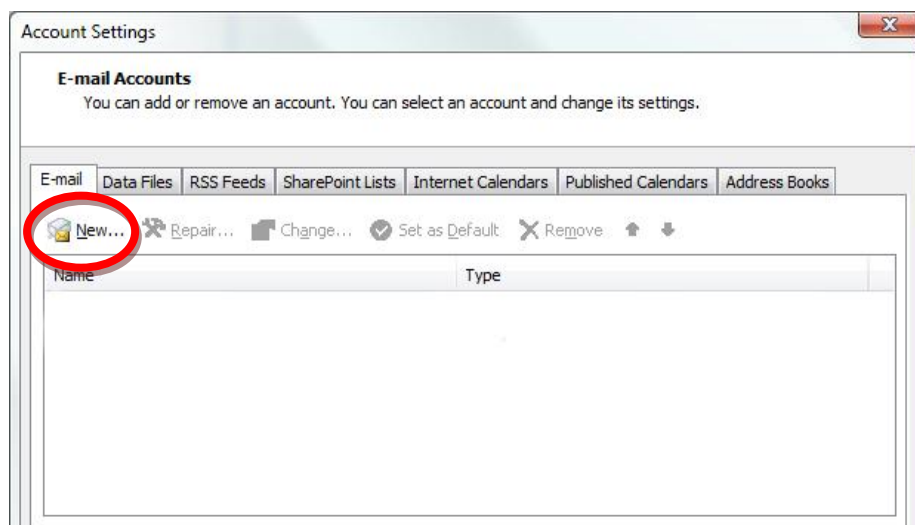 Account Settings
E-mail Accounts
You can add or remove an account. You can select an account and change its settings.
E-mail Data Files RSS Feeds SharePoint Lists Internet Calendars Published Calendars Address Books
New... Repair... Change... Set as Default Remove
Name Type